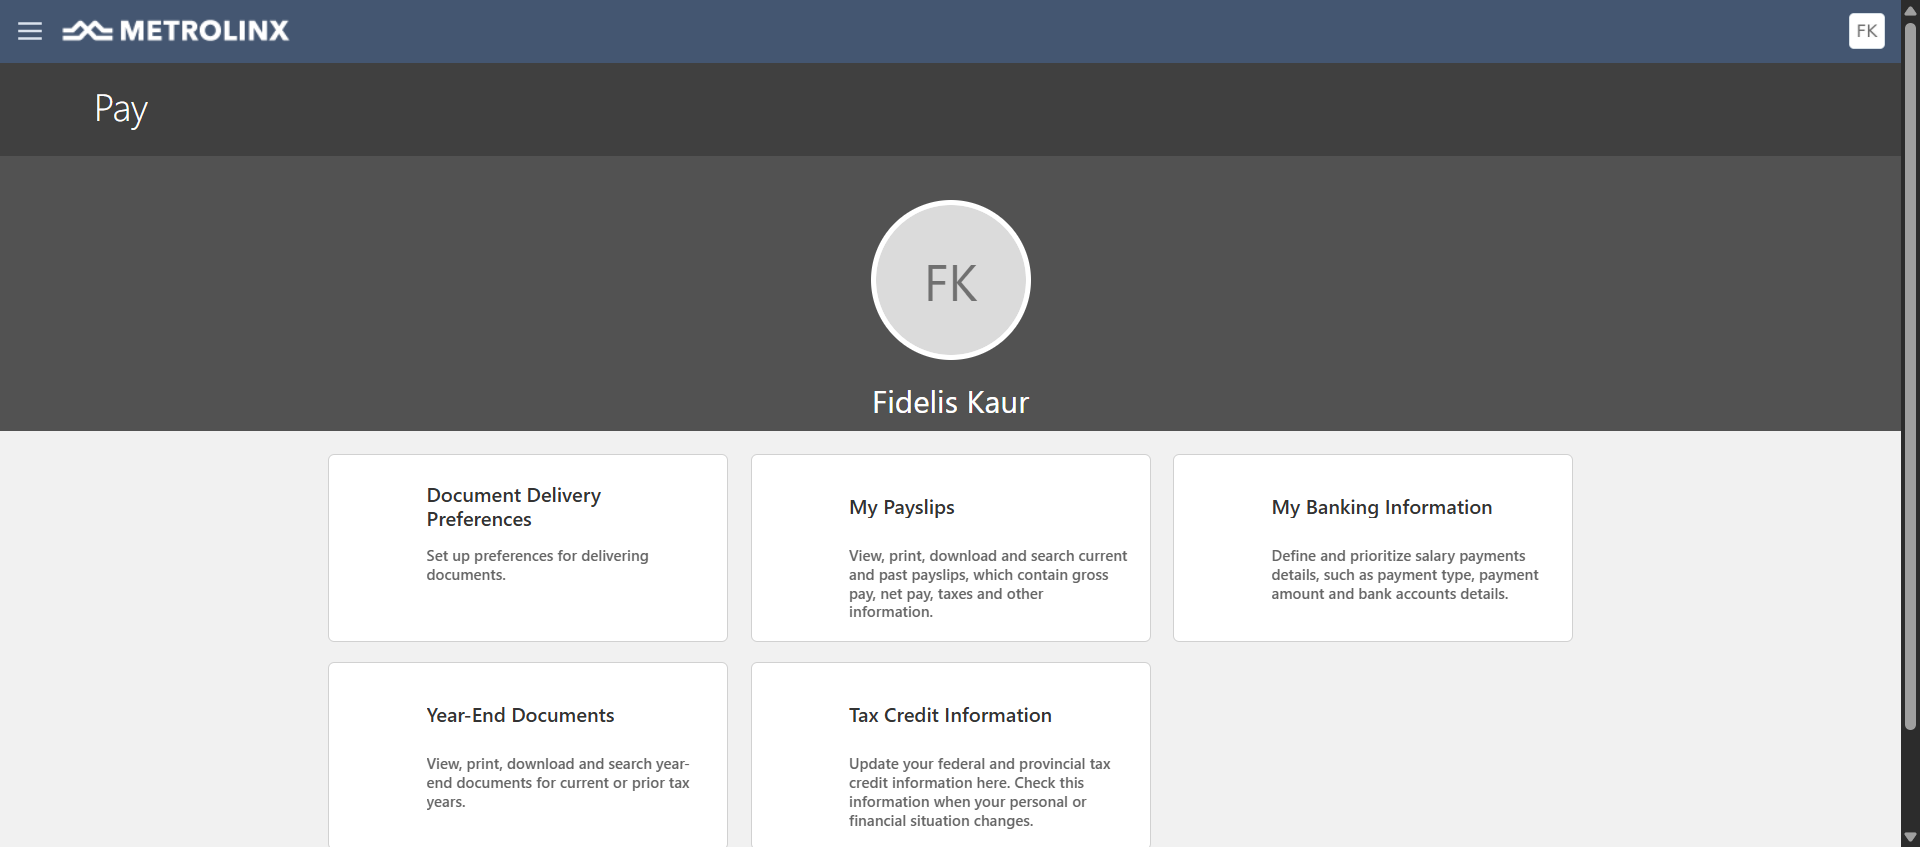 METROLINX
FK
Pay
FK
Fidelis Kaur
Document Delivery
Preferences
Set up preferences for delivering
documents.
My Payslips
View, print, download and search current
and past payslips, which contain gross
pay, net pay, taxes and other
information.
My Banking Information
Define and prioritize salary payments
details, such as payment type, payment
amount and bank accounts details.
Year-End Documents
View, print, download and search year-
end documents for current or prior tax
years.
Tax Credit Information
Update your federal and provincial tax
credit information here. Check this
information when your personal or
financial situation changes.